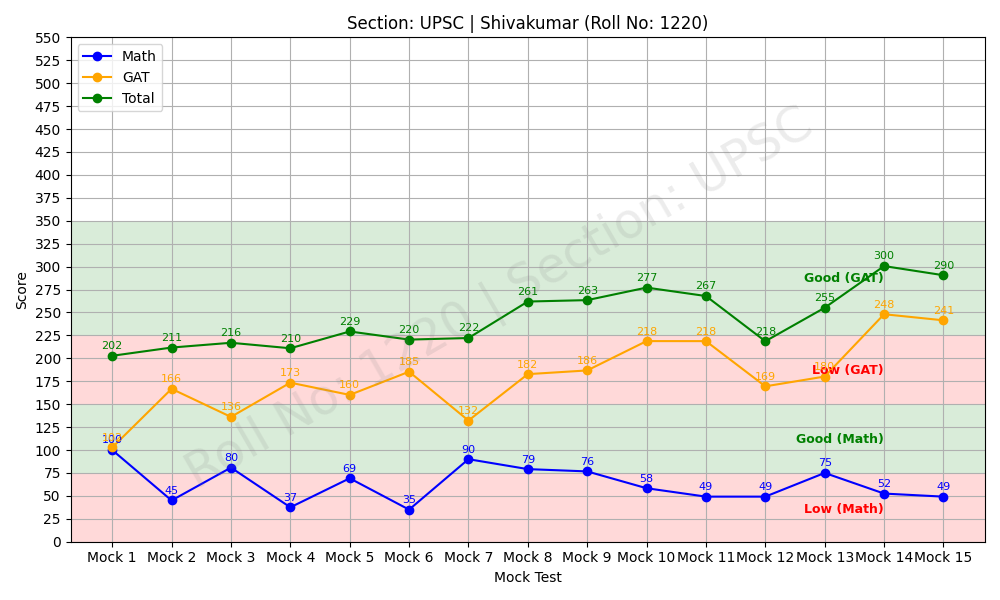 Section: UPSC | Shivakumar (Roll No: 1220)
Math
GAT
Total
Score
550
525
500
475
450
425
400
375
350
325
300
275
250
225
200
175
150
125
100
75
50
25
0
202 211 216 210 229 220 222 261 263 277 267 218 255 300 290
166 136 173 160 185 132 182 186 218 218 169 248 241
100 45 80 37 69 35 90 79 76 58 49 49 75 52 49
Good (GAT)
Low (GAT)
Good (Math)
Low (Math)
Roll No: 1220 | Section: UPSC
Mock 1 Mock 2 Mock 3 Mock 4 Mock 5 Mock 6 Mock 7 Mock 8 Mock 9 Mock 10 Mock 11 Mock 12 Mock 13 Mock 14 Mock 15
Mock Test